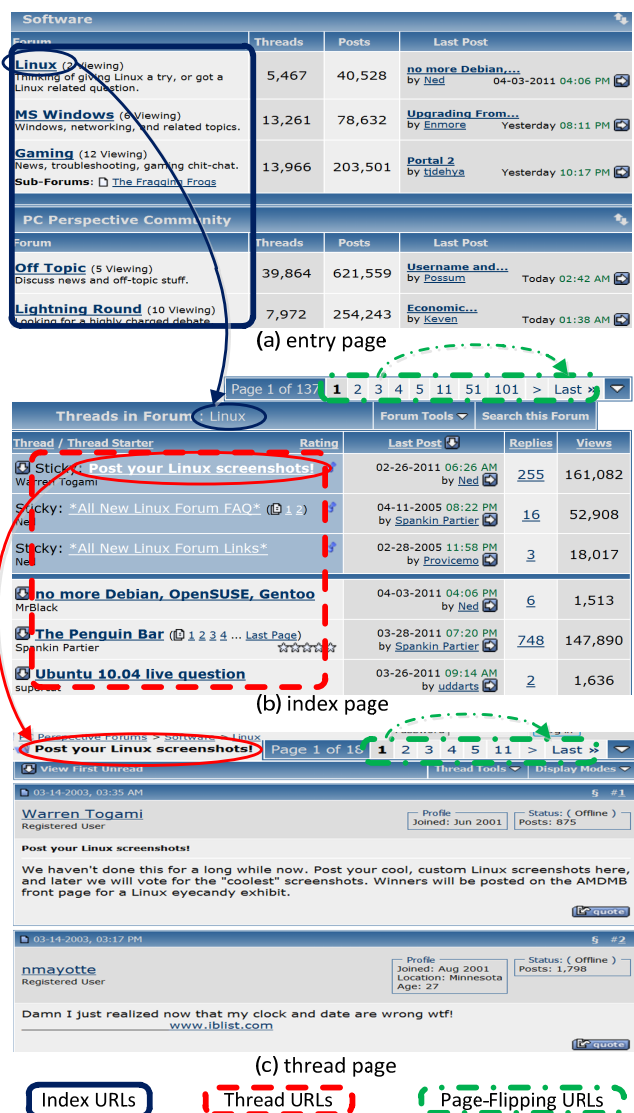 Software
Forum Threads Posts Last Post
Linux (2 Viewing)
Thinking of giving Linux a try, or got a
Linux related question.
5,467 40,528
no more Debian,...
by Ned 04-03-2011 04:06 PM
MS Windows (6 Viewing)
Windows, networking, and related topics.
13,261 78,632
Upgrading From...
by Enmore Yesterday 08:11 PM
Gaming (12 Viewing)
News, troubleshooting, gaming chit-chat.
Sub-Forums: The Fragging Frogs
13,966 203,501
Portal 2
by tjdehya Yesterday 10:17 PM
PC Perspective Community
Forum Threads Posts Last Post
Off Topic (5 Viewing)
Discuss news and off-topic stuff.
39,864 621,559
Username and...
by Possum Today 02:42 AM
Lightning Round (10 Viewing)
Looking for a highly charged debate
7,972 254,243
Economic...
by Keven Today 01:38 AM
(a) entry page
Page 1 of 137 1 2 3 4 5 11 51 101 > Last »
Threads in Forum : Linux Forum Tools Search this Forum
Thread / Thread Starter Rating Last Post Replies Views
Sticky: Post your Linux screenshots!
Warren Togami
02-26-2011 06:26 AM
by Ned
255 161,082
Sticky: *All New Linux Forum FAQ* (1 2)
Ned
04-11-2005 08:22 PM
by Spankin Partier
16 52,908
Sticky: *All New Linux Forum Links*
Ned
02-28-2005 11:58 PM
by Provicemo
3 18,017
no more Debian, OpenSUSE, Gentoo
MrBlack
04-03-2011 04:06 PM
by Ned
6 1,513
The Penguin Bar (1 2 3 4 ... Last Page)
Spankin Partier
03-28-2011 07:20 PM
by Spankin Partier
748 147,890
Ubuntu 10.04 live question
supercat
03-26-2011 09:14 AM
by uddarts
2 1,636
(b) index page
PC Perspective Forums > Software > Linux
Post your Linux screenshots! Page 1 of 18 1 2 3 4 5 11 > Last »
View First Unread Thread Tools Display Modes
03-14-2003, 03:35 AM § #1
Warren Togami
Registered User
Profile
Joined: Jun 2001
Status: ( Offline )
Posts: 875
Post your Linux screenshots!
We haven't done this for a long while now. Post your cool, custom Linux screenshots here,
and later we will vote for the "coolest" screenshots. Winners will be posted on the AMDMB
front page for a Linux eyecandy exhibit.
quote
03-14-2003, 03:17 PM § #2
nmayotte
Registered User
Profile
Joined: Aug 2001
Location: Minnesota
Age: 27
Status: ( Offline )
Posts: 1,798
Damn I just realized now that my clock and date are wrong wtf!
www.iblist.com
quote
(c) thread page
Index URLs Thread URLs Page-Flipping URLs